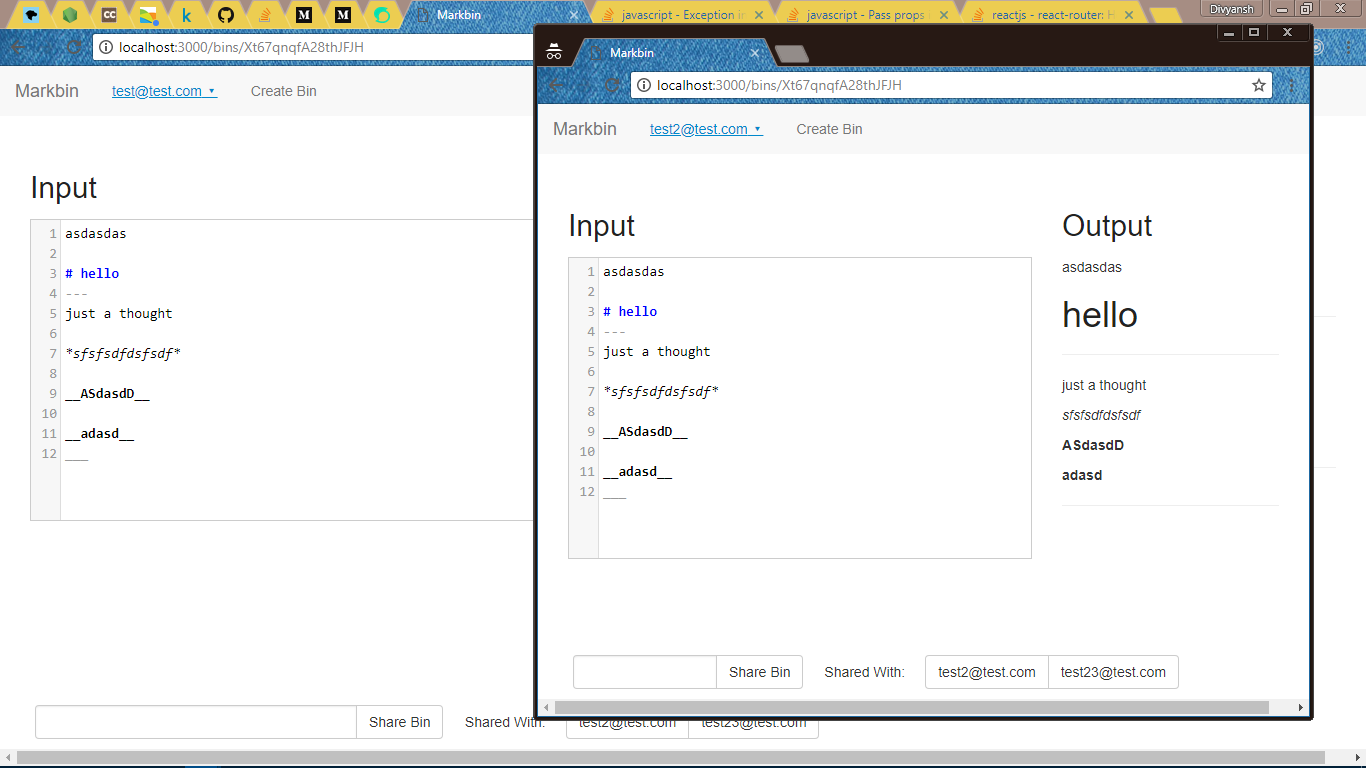 Markbin
javascript - Exception in
javascript - Pass props
reactjs - react-router: H
Divyansh
localhost:3000/bins/Xt67qnqfA28thJFJH
Markbin
test@test.com
Create Bin
Input
1 asdasdas
2
3 # hello
4 ---
5 just a thought
6
7 *sfsfsdfdsfsdf*
8
9 __ASdasdD__
10
11 __adasd__
12 ___
Share Bin
Shared With:
test2@test.com
test23@test.com
Markbin
localhost:3000/bins/Xt67qnqfA28thJFJH
Markbin
test2@test.com
Create Bin
Input
1 asdasdas
2
3 # hello
4 ---
5 just a thought
6
7 *sfsfsdfdsfsdf*
8
9 __ASdasdD__
10
11 __adasd__
12 ___
Output
asdasdas
hello
just a thought
sfsfsdfdsfsdf
ASdasdD
adasd
Share Bin
Shared With:
test2@test.com
test23@test.com